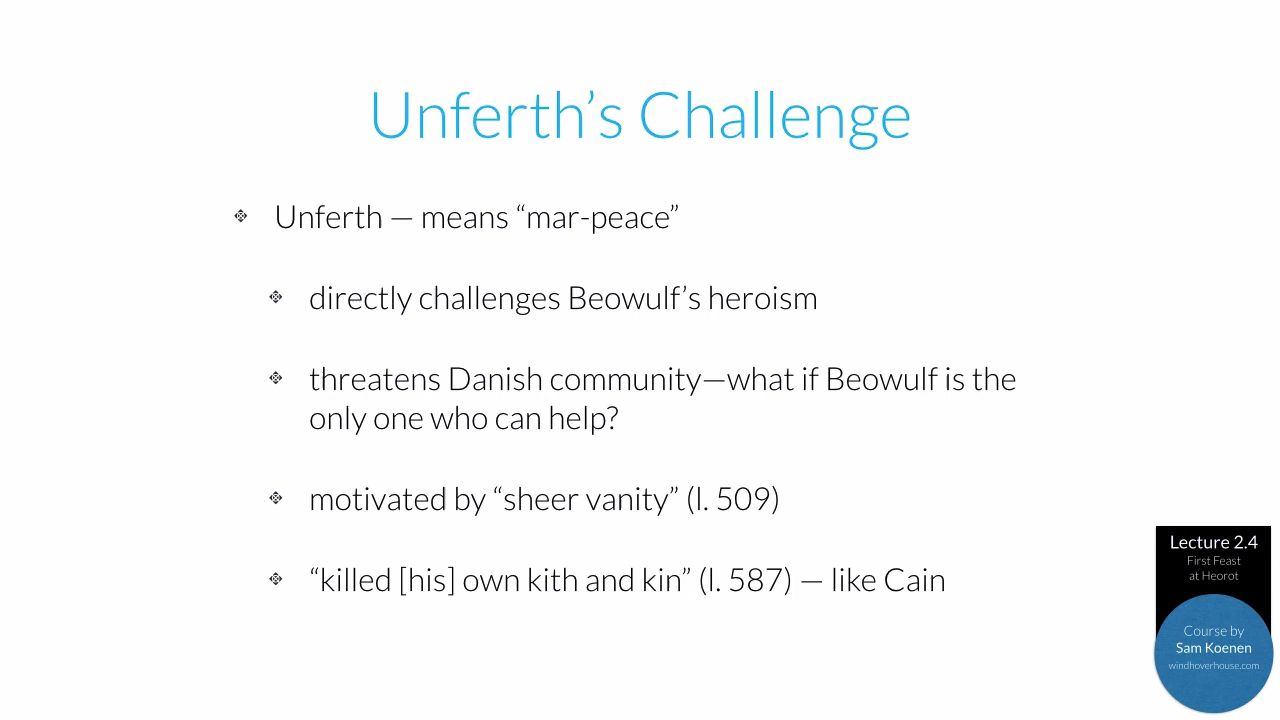 Unferth’s Challenge
Unferth — means “mar-peace”
directly challenges Beowulf’s heroism
threatens Danish community—what if Beowulf is the
only one who can help?
motivated by “sheer vanity” (l. 509)
“killed [his] own kith and kin” (l. 587) — like Cain
Lecture 2.4
First Feast
at Heorot
Course by
Sam Koenen
windhoverhouse.com